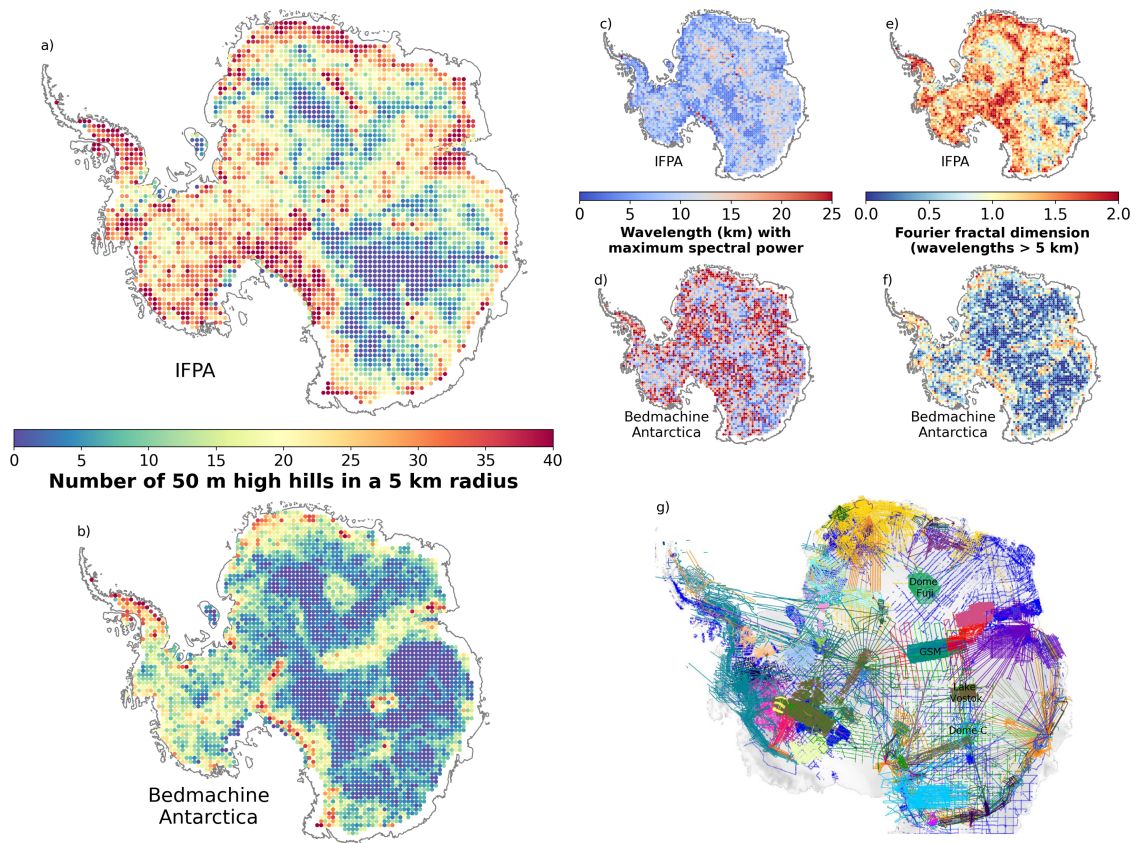 a)
IFPA
0 5 10 15 20 25 30 35 40
Number of 50 m high hills in a 5 km radius
b)
Bedmachine
Antarctica
c)
IFPA
0 5 10 15 20 25
Wavelength (km) with
maximum spectral power
d)
Bedmachine
Antarctica
e)
IFPA
0.0 0.5 1.0 1.5 2.0
Fourier fractal dimension
(wavelengths > 5 km)
f)
Bedmachine
Antarctica
g)
Dome
Fuji
GSM
Lake
Vostok
Dome C